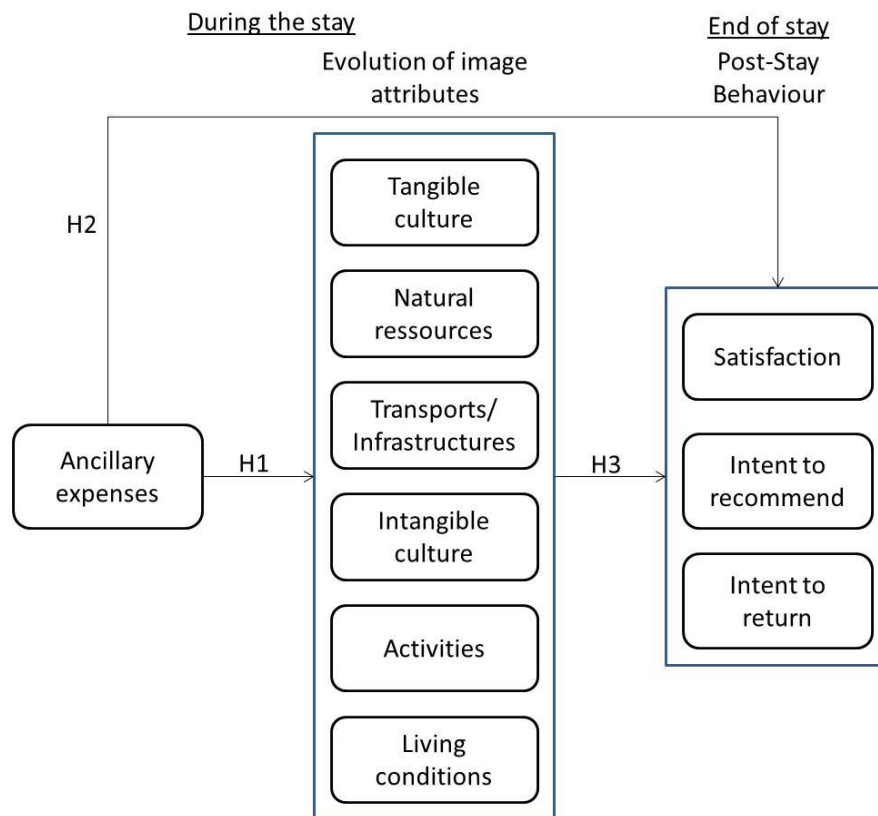 During the stay
End of stay
Evolution of image
attributes
Post-Stay
Behaviour
H2
Tangible
culture
Natural
ressources
Transports/
Infrastructures
Intangible
culture
Activities
Living
conditions
Ancillary
expenses
H1
H3
Satisfaction
Intent to
recommend
Intent to
return